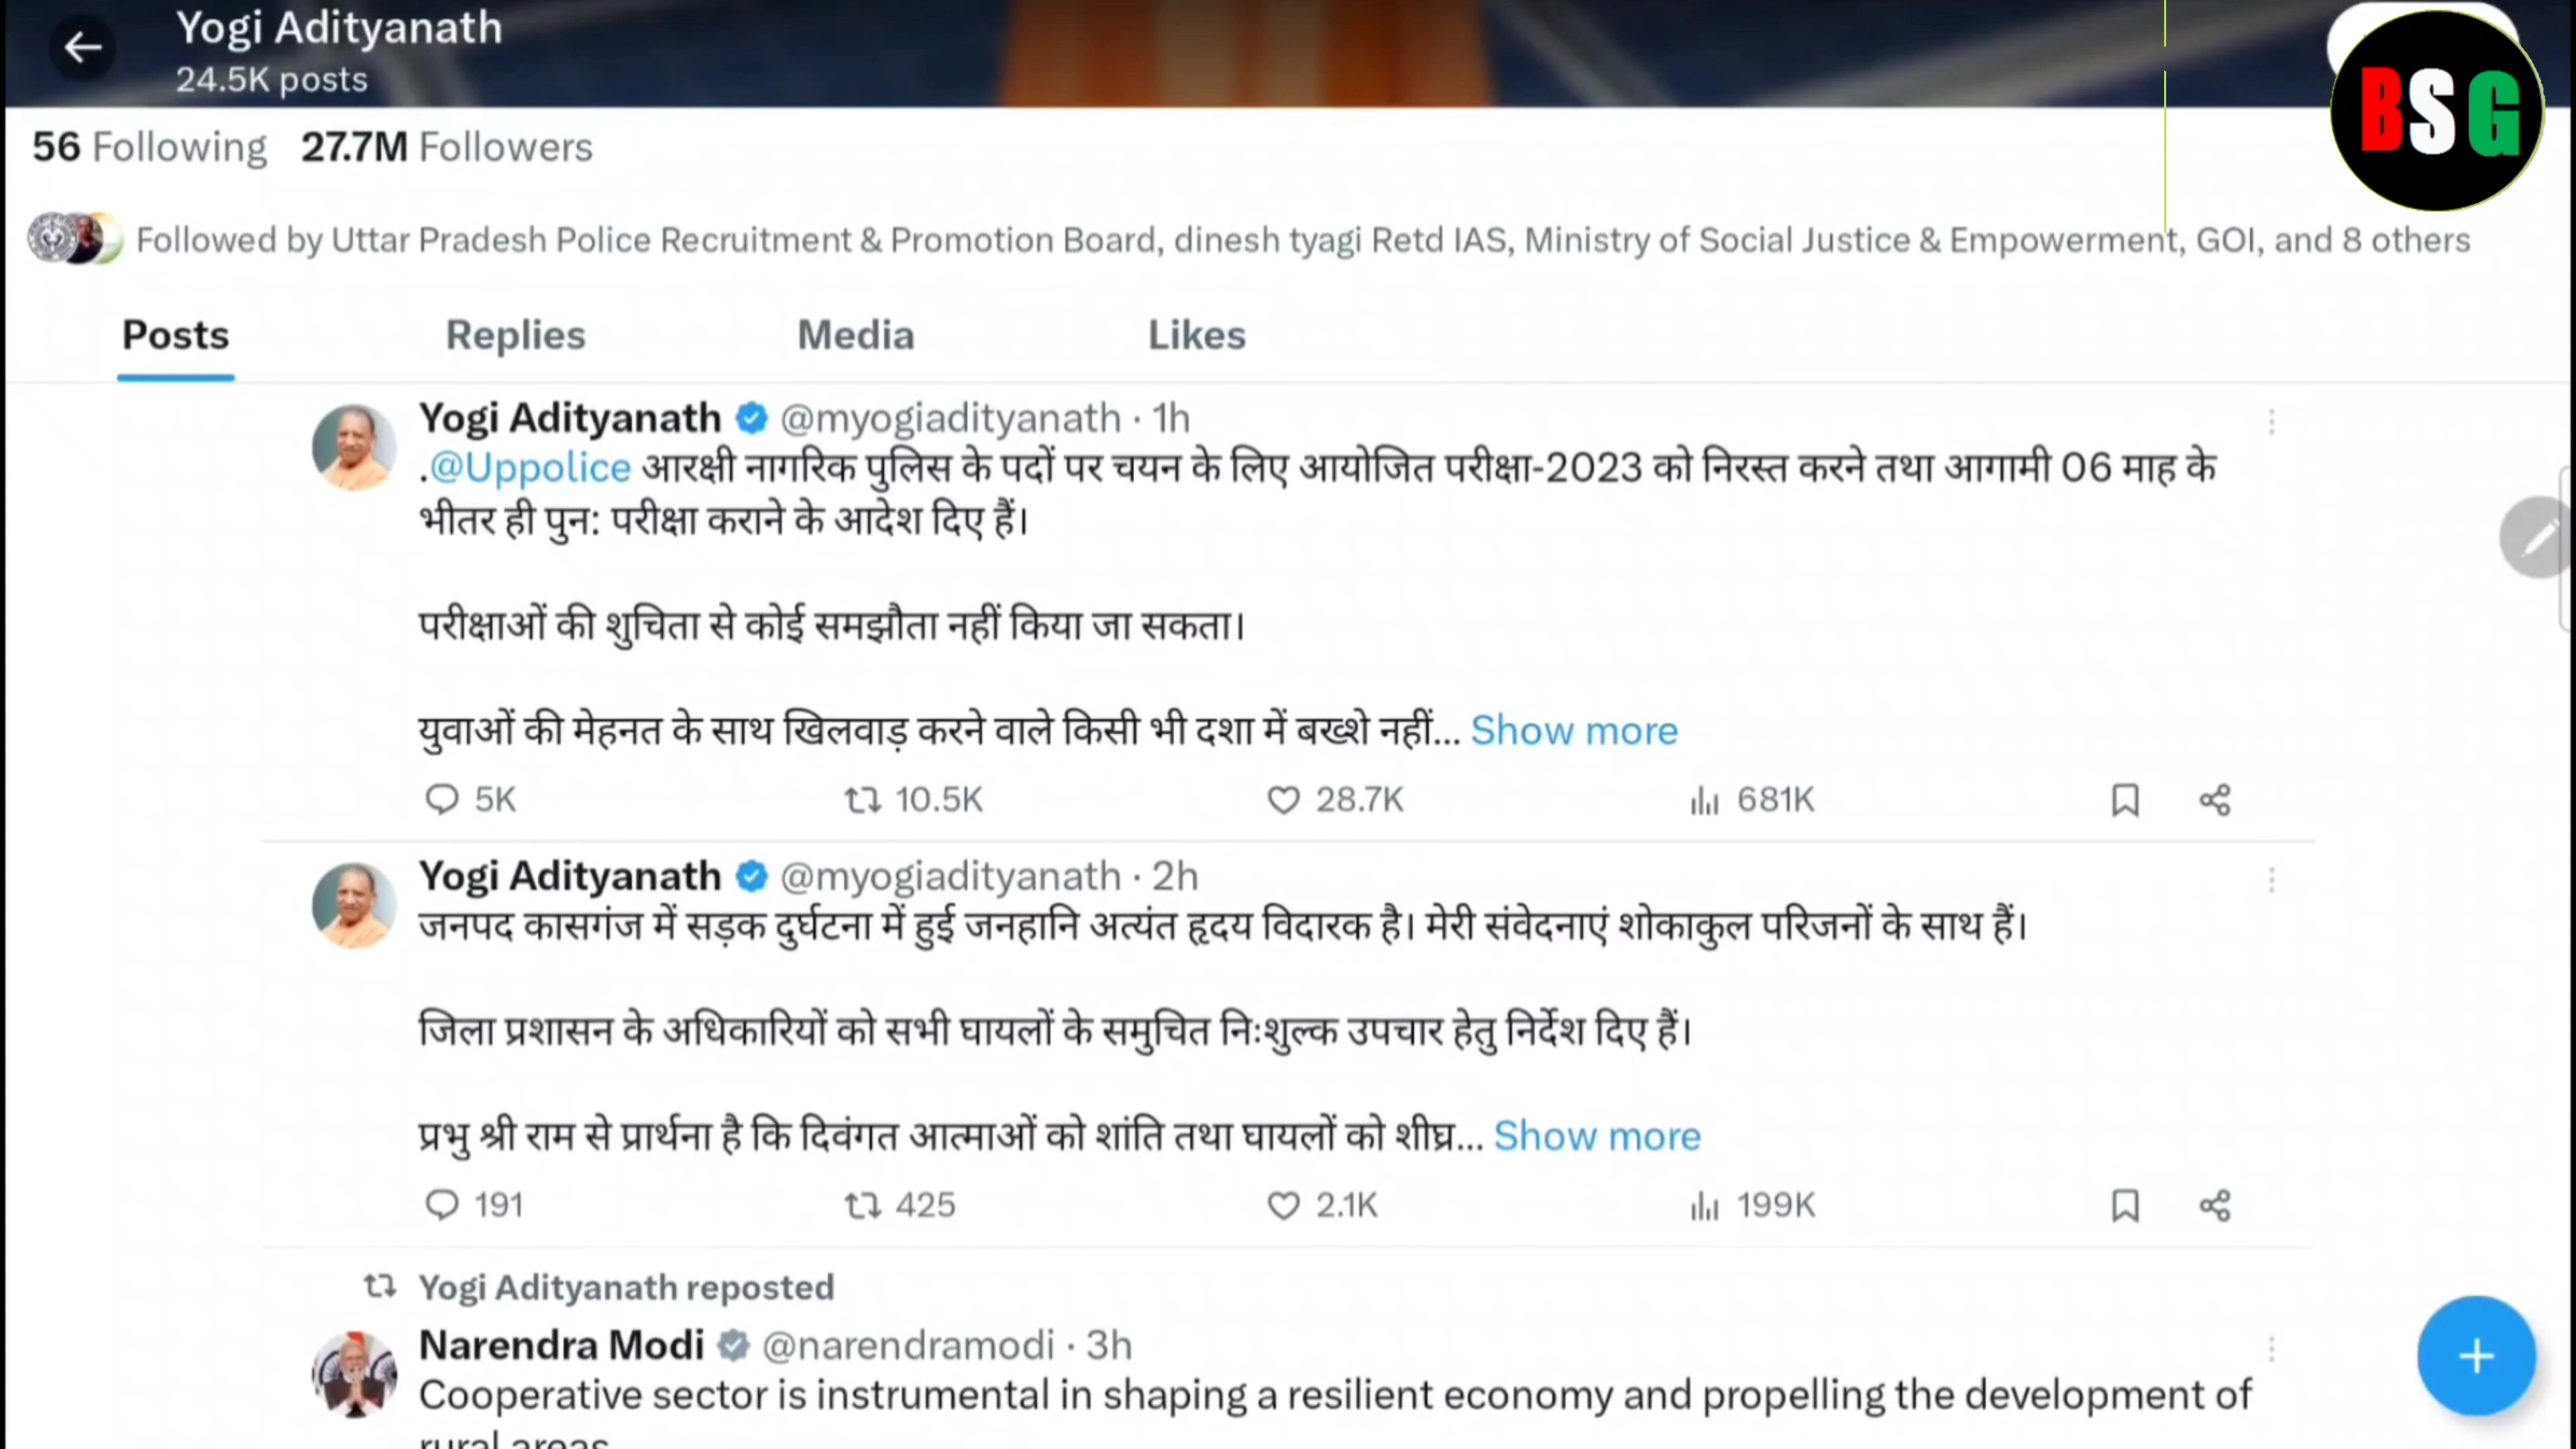 Yogi Adityanath
24.5K posts
BSG
56 Following 27.7M Followers
Followed by Uttar Pradesh Police Recruitment & Promotion Board, dinesh tyagi Retd IAS, Ministry of Social Justice & Empowerment, GOI, and 8 others
Posts Replies Media Likes
Yogi Adityanath @myogiadityanath · 1h
.@Uppolice आरक्षी नागरिक पुलिस के पदों पर चयन के लिए आयोजित परीक्षा-2023 को निरस्त करने तथा आगामी 06 माह के
भीतर ही पुन: परीक्षा कराने के आदेश दिए हैं।
परीक्षाओं की शुचिता से कोई समझौता नहीं किया जा सकता।
युवाओं की मेहनत के साथ खिलवाड़ करने वाले किसी भी दशा में बख्शे नहीं... Show more
5K 10.5K 28.7K 681K
Yogi Adityanath @myogiadityanath · 2h
जनपद कासगंज में सड़क दुर्घटना में हुई जनहानि अत्यंत हृदय विदारक है। मेरी संवेदनाएं शोकाकुल परिजनों के साथ हैं।
जिला प्रशासन के अधिकारियों को सभी घायलों के समुचित निःशुल्क उपचार हेतु निर्देश दिए हैं।
प्रभु श्री राम से प्रार्थना है कि दिवंगत आत्माओं को शांति तथा घायलों को शीघ्र... Show more
191 425 2.1K 199K
Yogi Adityanath reposted
Narendra Modi @narendramodi · 3h
Cooperative sector is instrumental in shaping a resilient economy and propelling the development of
rural areas